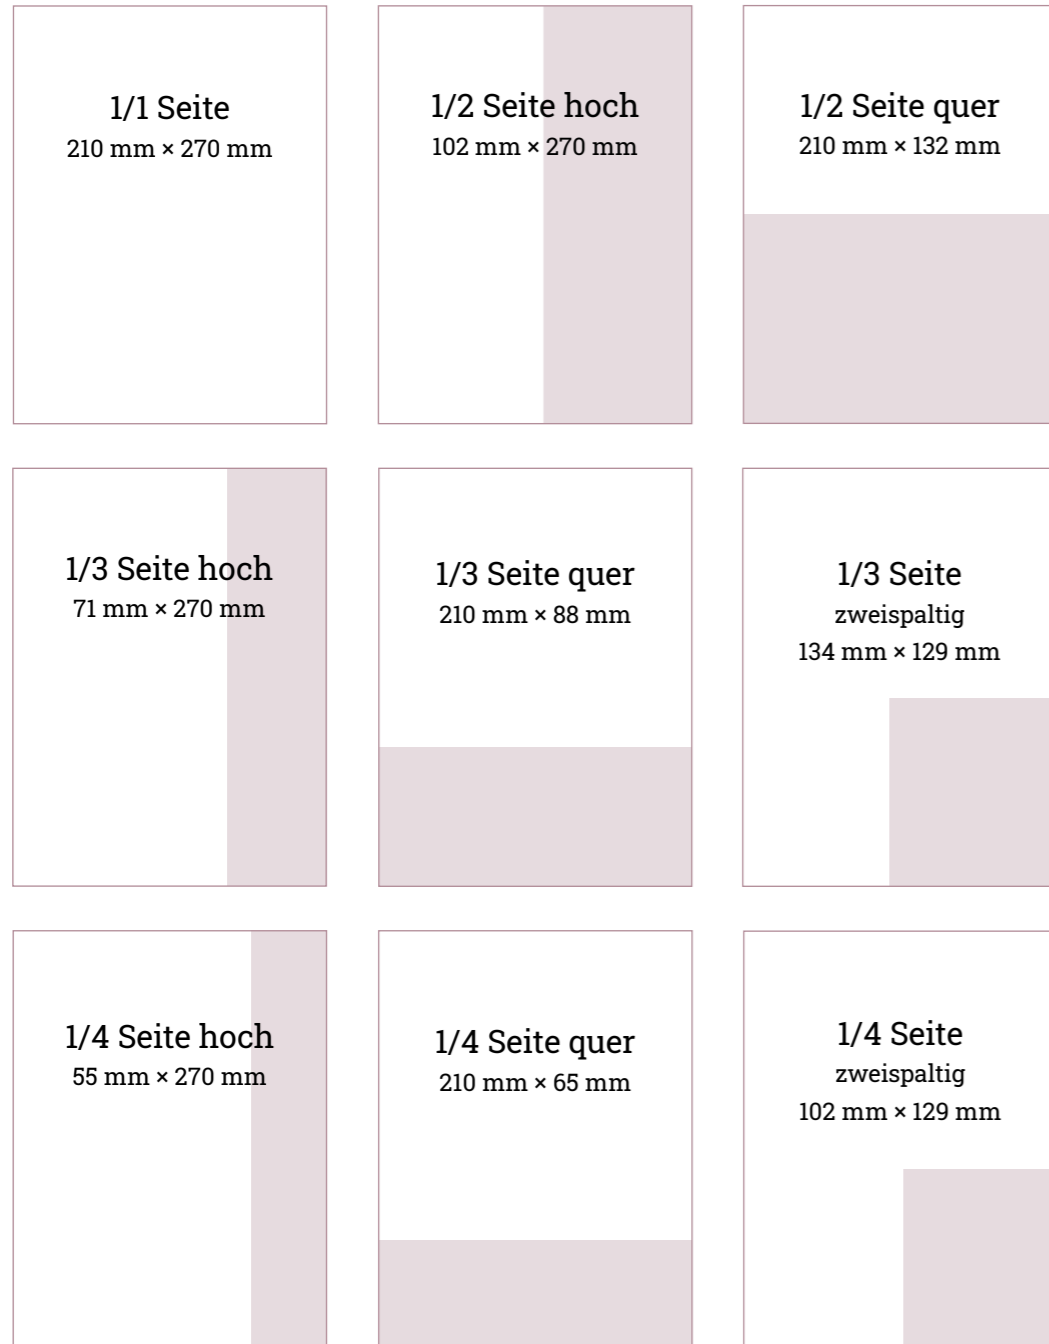 1/1 Seite
210 mm × 270 mm
1/2 Seite hoch
102 mm × 270 mm
1/2 Seite quer
210 mm × 132 mm
1/3 Seite hoch
71 mm × 270 mm
1/3 Seite quer
210 mm × 88 mm
1/3 Seite
zweispaltig
134 mm × 129 mm
1/4 Seite hoch
55 mm × 270 mm
1/4 Seite quer
210 mm × 65 mm
1/4 Seite
zweispaltig
102 mm × 129 mm